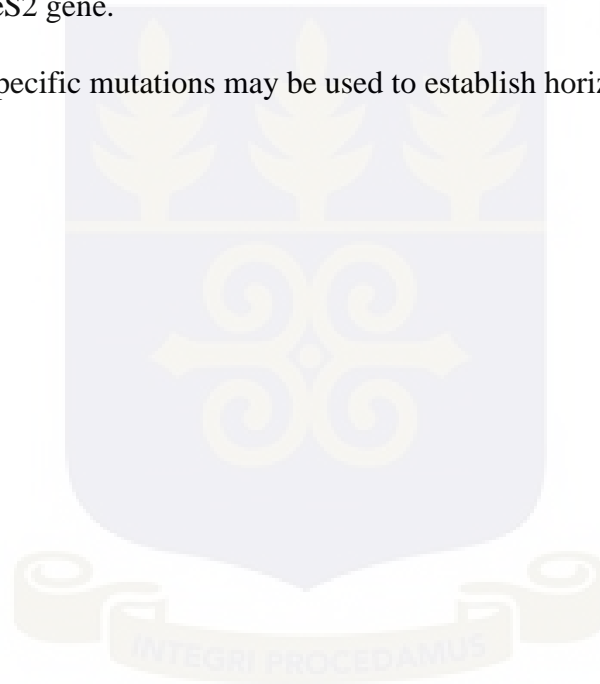 eS2 gene.
pecific mutations may be used to establish horiz
INTEGRI PROCEDAMUS